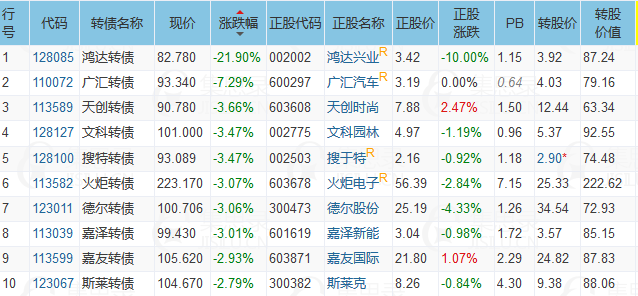 行号 代码 转债名称 现价 涨跌幅 正股代码 正股名称 正股价 正股涨跌 PB 转股价 转股价值
1 128085 鸿达转债 82.780 -21.90% 002002 鸿达兴业R 3.42 -10.00% 1.15 3.92 87.24
2 110072 广汇转债 93.340 -7.29% 600297 广汇汽车R 3.19 0.00% 0.64 4.03 79.16
3 113589 天创转债 90.780 -3.66% 603608 天创时尚 7.88 2.47% 1.50 12.44 63.34
4 128127 文科转债 101.000 -3.47% 002775 文科园林 4.97 -1.19% 0.96 5.37 92.55
5 128100 搜特转债 93.089 -3.47% 002503 搜于特R 2.16 -0.92% 1.18 2.90* 74.48
6 113582 火炬转债 223.170 -3.07% 603678 火炬电子R 56.39 -2.84% 7.15 25.33 222.62
7 123011 德尔转债 100.706 -3.06% 300473 德尔股份 25.19 -4.33% 1.26 34.54 72.93
8 113039 嘉泽转债 99.430 -3.01% 601619 嘉泽新能 3.04 -0.98% 1.72 3.57 85.15
9 113599 嘉友转债 105.620 -2.93% 603871 嘉友国际 21.80 1.07% 2.29 24.82 87.83
10 123067 斯莱转债 104.670 -2.79% 300382 斯莱克 8.26 -0.84% 4.30 9.38 88.06